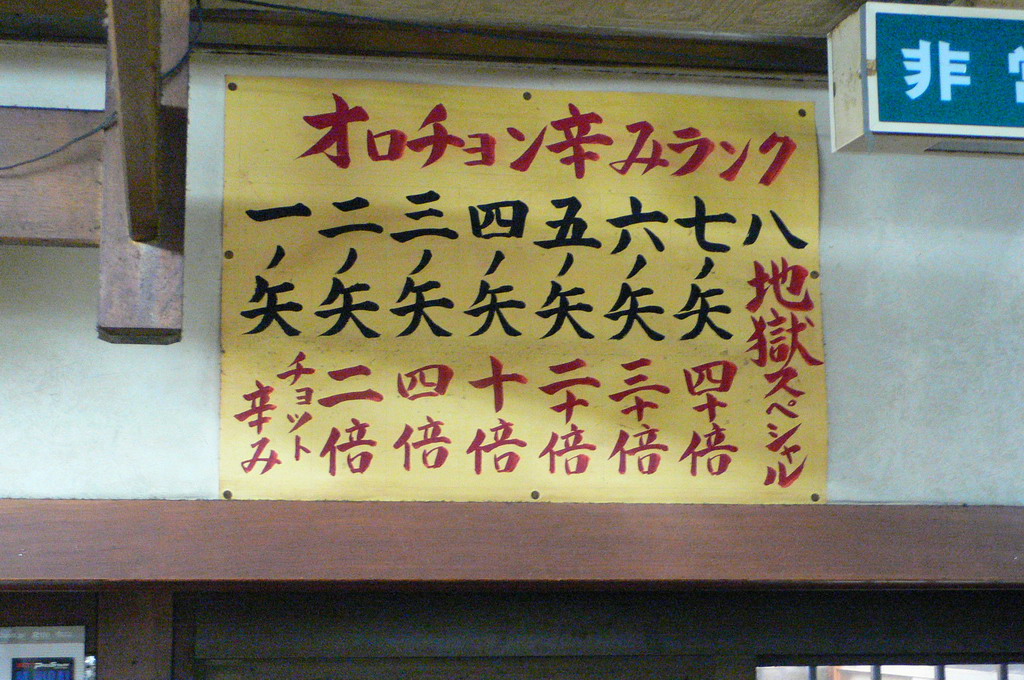 オロチョン辛みランク
一ノ矢
チョット
辛み
二ノ矢
二倍
三ノ矢
四倍
四ノ矢
十倍
五ノ矢
二十倍
六ノ矢
三十倍
七ノ矢
四十倍
八
地獄スペシャル
非